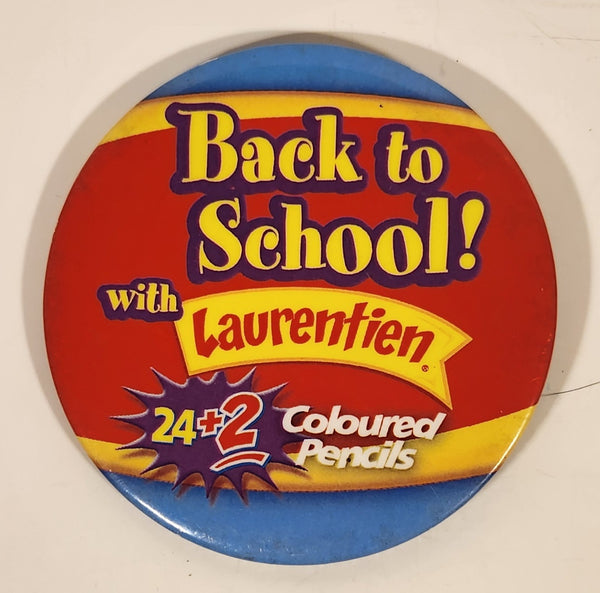 Back to
School!
with
Laurentien®
24+2 Coloured
Pencils